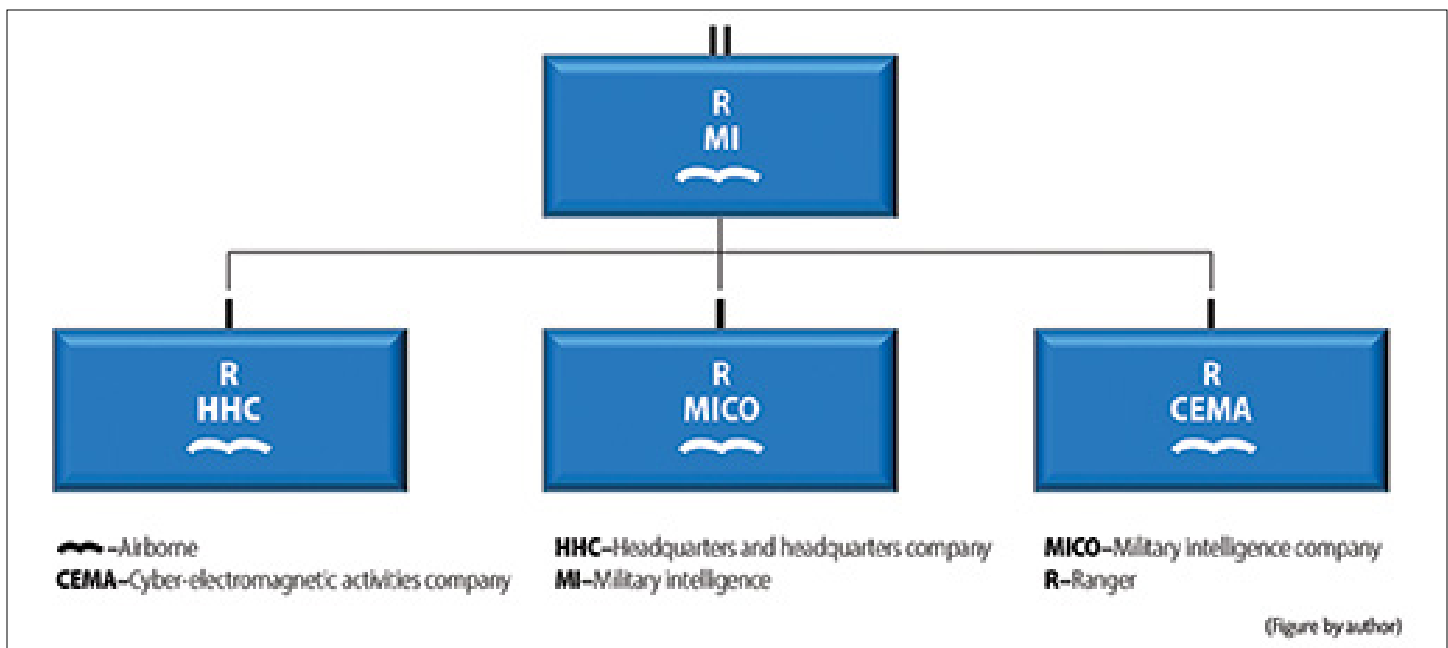 R
MI
R
HHC
R
MICO
R
CEMA
–Airborne
CEMA–Cyber-electromagnetic activities company
HHC–Headquarters and headquarters company
MI–Military intelligence
MICO–Military intelligence company
R–Ranger
(Figure by author)